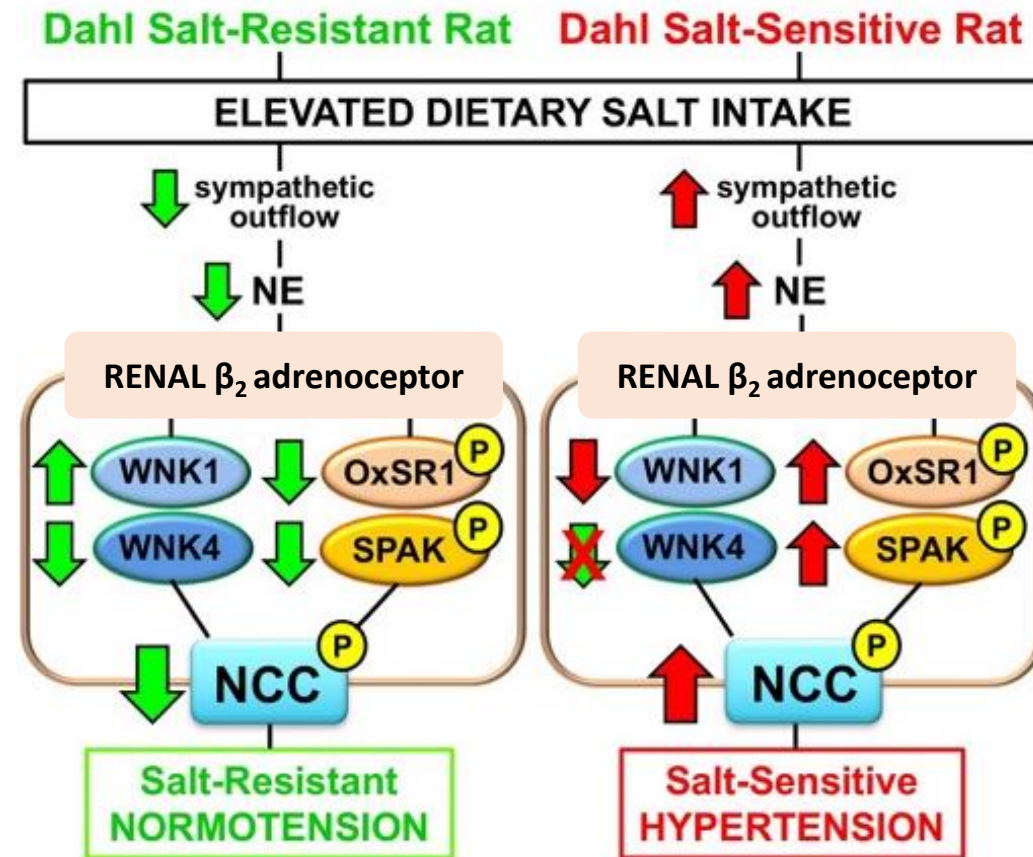 Dahl Salt-Resistant Rat
Dahl Salt-Sensitive Rat
ELEVATED DIETARY SALT INTAKE
sympathetic
outflow
NE
RENAL β₂ adrenoceptor
WNK1
OxSR1
P
WNK4
SPAK
P
NCC
P
Salt-Resistant
NORMOTENSION
sympathetic
outflow
NE
RENAL β₂ adrenoceptor
WNK1
OxSR1
P
WNK4
SPAK
P
NCC
P
Salt-Sensitive
HYPERTENSION